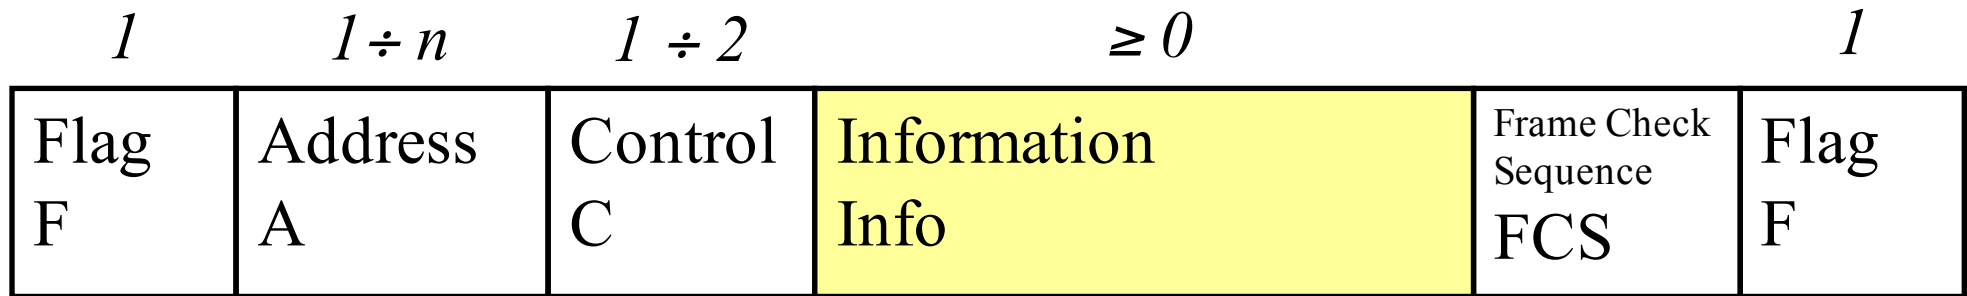 1 1 ÷ n 1 ÷ 2 ≥ 0 1
Flag
F
Address
A
Control
C
Information
Info
Frame Check
Sequence
FCS
Flag
F